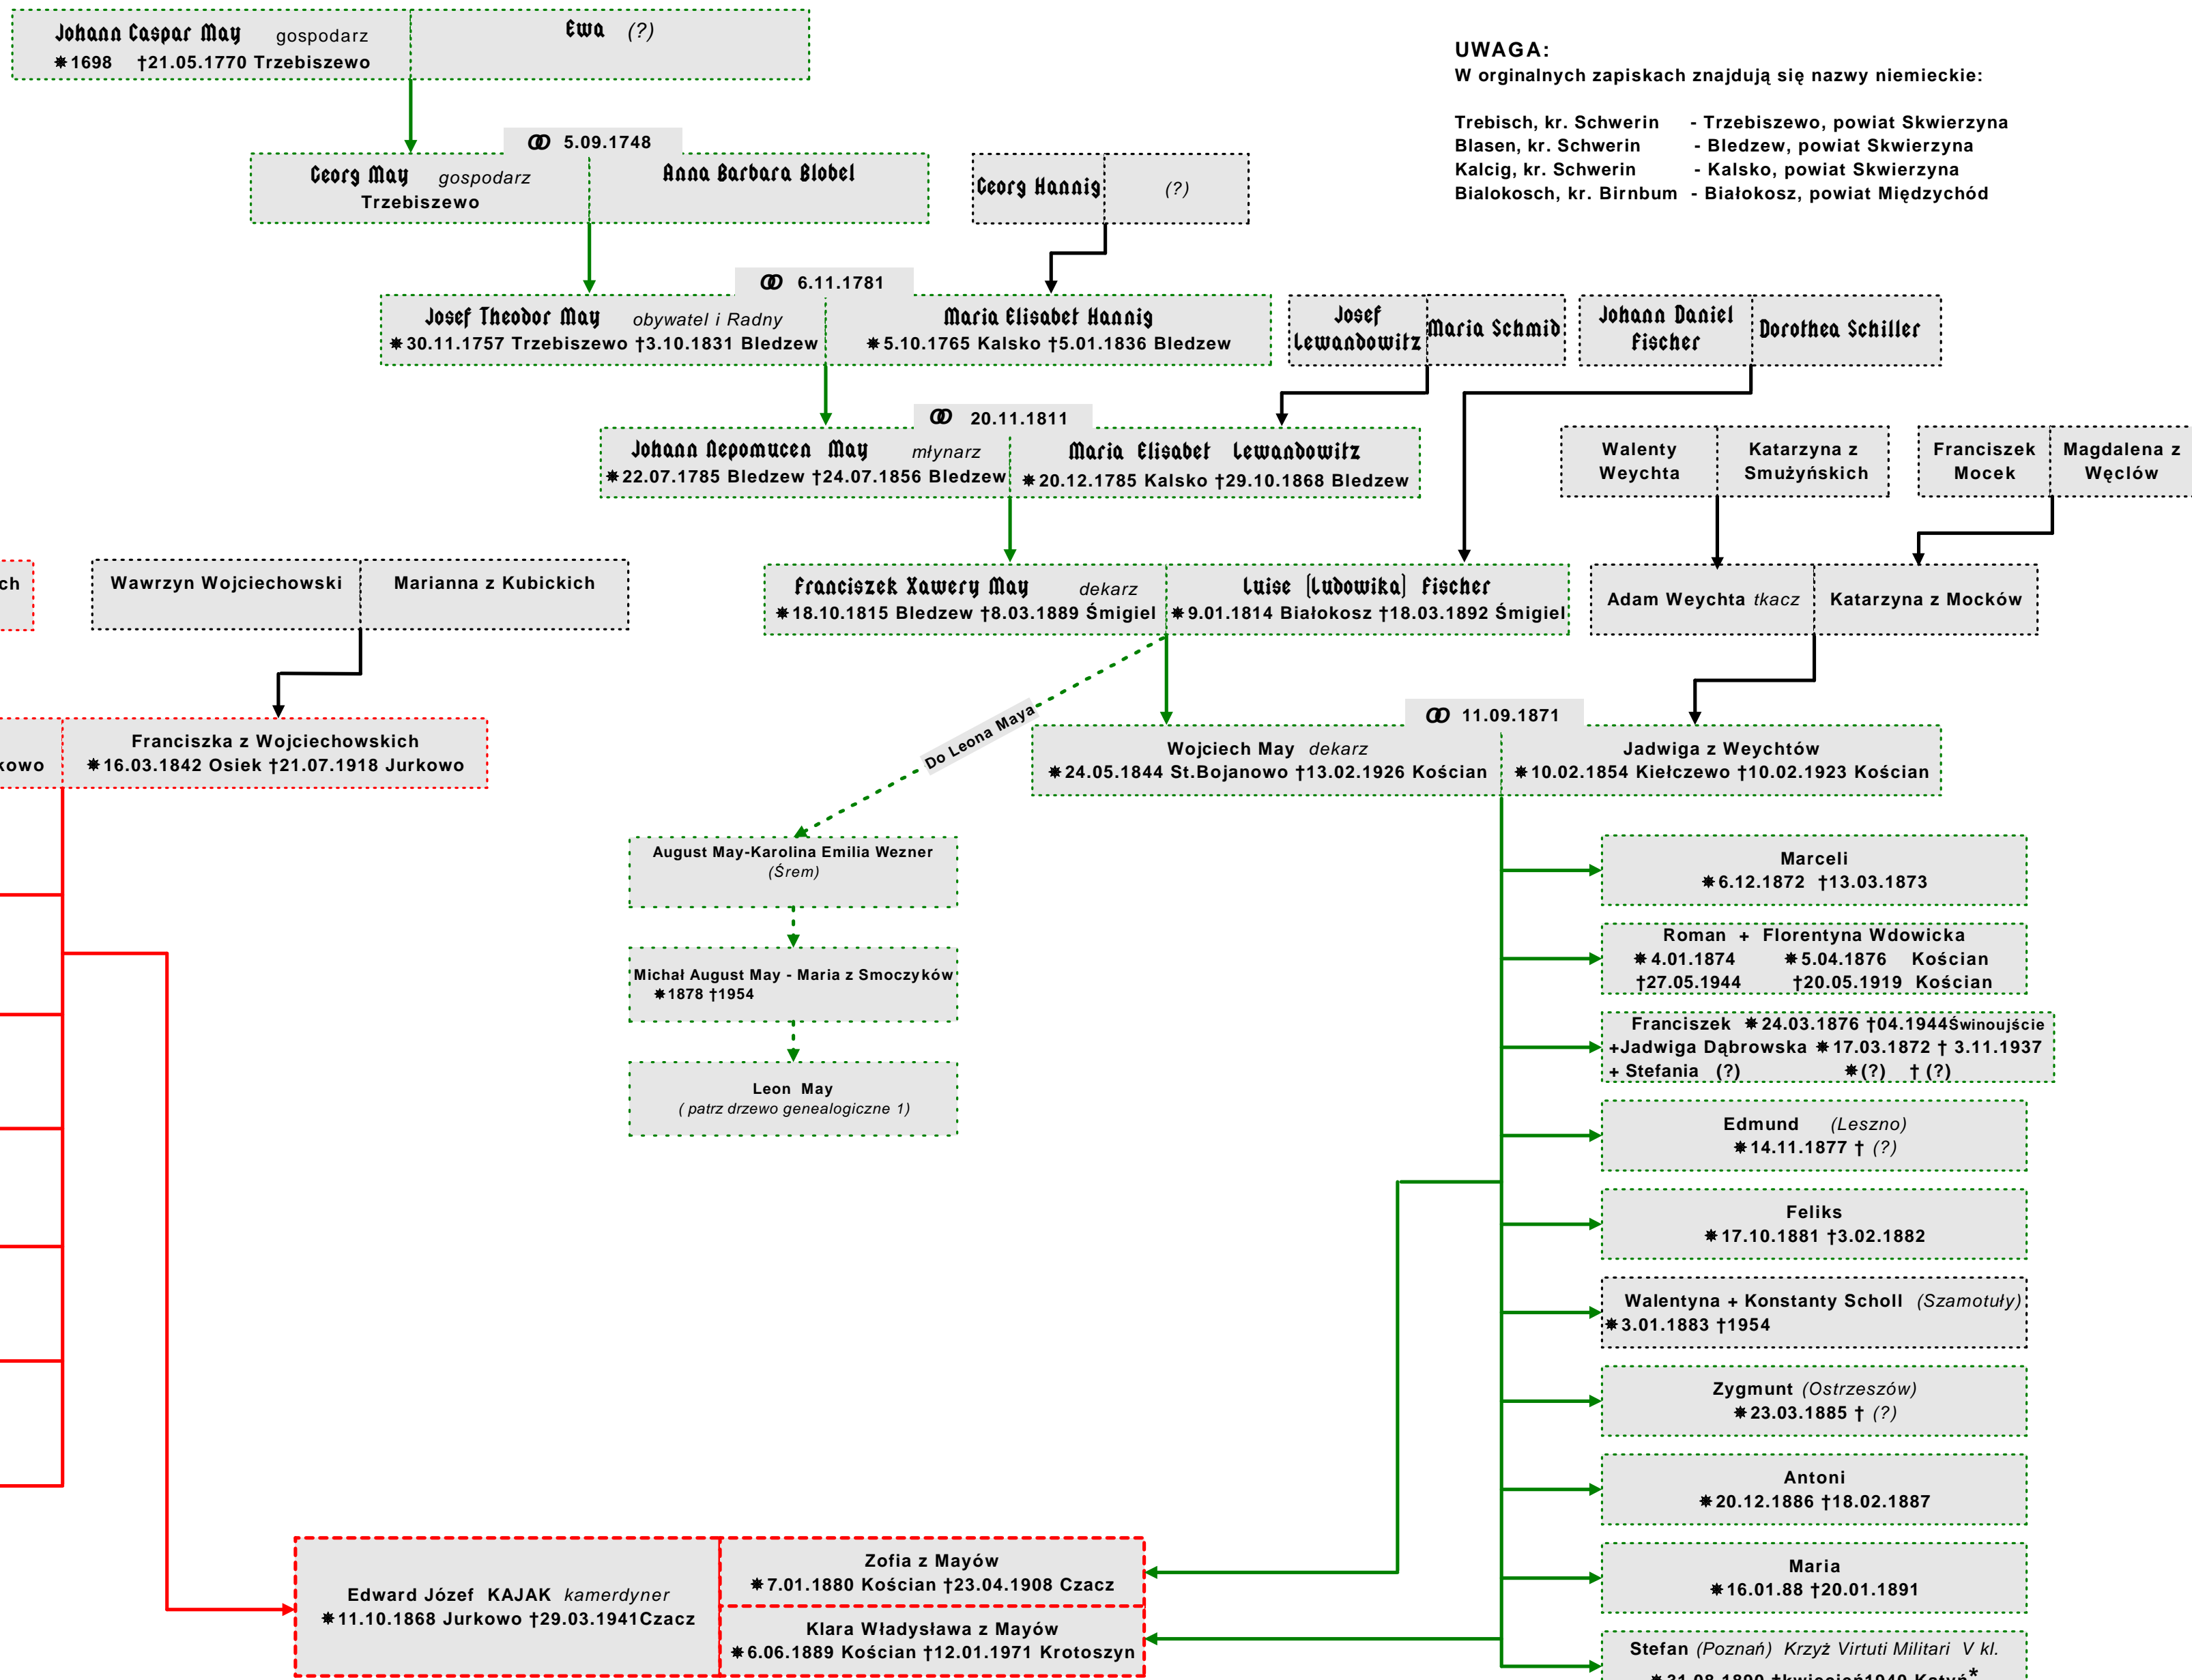 Johann Caspar May gospodarz
✷1698 †21.05.1770 Trzebiszewo
Ewa (?)
UWAGA:
W orginalnych zapiskach znajdują się nazwy niemieckie:
Trebisch, kr. Schwerin - Trzebiszewo, powiat Skwierzyna
Blasen, kr. Schwerin - Bledzew, powiat Skwierzyna
Kalcig, kr. Schwerin - Kalsko, powiat Skwierzyna
Bialokosch, kr. Birnbum - Białokosz, powiat Międzychód
⚭ 5.09.1748
Georg May gospodarz
Trzebiszewo
Anna Barbara Blobel
Georg Hannig
(?)
⚭ 6.11.1781
Josef Theodor May obywatel i Radny
✷30.11.1757 Trzebiszewo †3.10.1831 Bledzew
Maria Elisabet Hannig
✷5.10.1765 Kalsko †5.01.1836 Bledzew
Josef
Lewandowitz
Maria Schmid
Johann Daniel
Fischer
Dorothea Schiller
⚭ 20.11.1811
Johann Nepomucen May młynarz
✷22.07.1785 Bledzew †24.07.1856 Bledzew
Maria Elisabet Lewandowitz
✷20.12.1785 Kalsko †29.10.1868 Bledzew
Walenty
Weychta
Katarzyna z
Smużyńskich
Franciszek
Mocek
Magdalena z
Węclów
ch
Wawrzyn Wojciechowski
Marianna z Kubickich
Franciszek Xawery May dekarz
✷18.10.1815 Bledzew †8.03.1889 Śmigiel
Luise (Ludowika) Fischer
✷9.01.1814 Białokosz †18.03.1892 Śmigiel
Adam Weychta tkacz
Katarzyna z Mocków
Do Leona Maya
kowo
Franciszka z Wojciechowskich
✷16.03.1842 Osiek †21.07.1918 Jurkowo
⚭ 11.09.1871
Wojciech May dekarz
✷24.05.1844 St.Bojanowo †13.02.1926 Kościan
Jadwiga z Weychtów
✷10.02.1854 Kiełczewo †10.02.1923 Kościan
August May-Karolina Emilia Wezner
(Śrem)
Michał August May - Maria z Smoczyków
✷1878 †1954
Leon May
( patrz drzewo genealogiczne 1)
Marceli
✷6.12.1872 †13.03.1873
Roman + Florentyna Wdowicka
✷4.01.1874 ✷5.04.1876 Kościan
†27.05.1944 †20.05.1919 Kościan
Franciszek ✷24.03.1876 †04.1944Świnoujście
+Jadwiga Dąbrowska ✷17.03.1872 † 3.11.1937
+ Stefania (?) ✷(?) † (?)
Edmund (Leszno)
✷14.11.1877 † (?)
Feliks
✷17.10.1881 †3.02.1882
Walentyna + Konstanty Scholl (Szamotuły)
✷3.01.1883 †1954
Zygmunt (Ostrzeszów)
✷23.03.1885 † (?)
Antoni
✷20.12.1886 †18.02.1887
Maria
✷16.01.88 †20.01.1891
Edward Józef KAJAK kamerdyner
✷11.10.1868 Jurkowo †29.03.1941Czacz
Zofia z Mayów
✷7.01.1880 Kościan †23.04.1908 Czacz
Klara Władysława z Mayów
✷6.06.1889 Kościan †12.01.1971 Krotoszyn
Stefan (Poznań) Krzyż Virtuti Militari V kl.
✷31.08.1890 †kwiecień1940 Katyń*